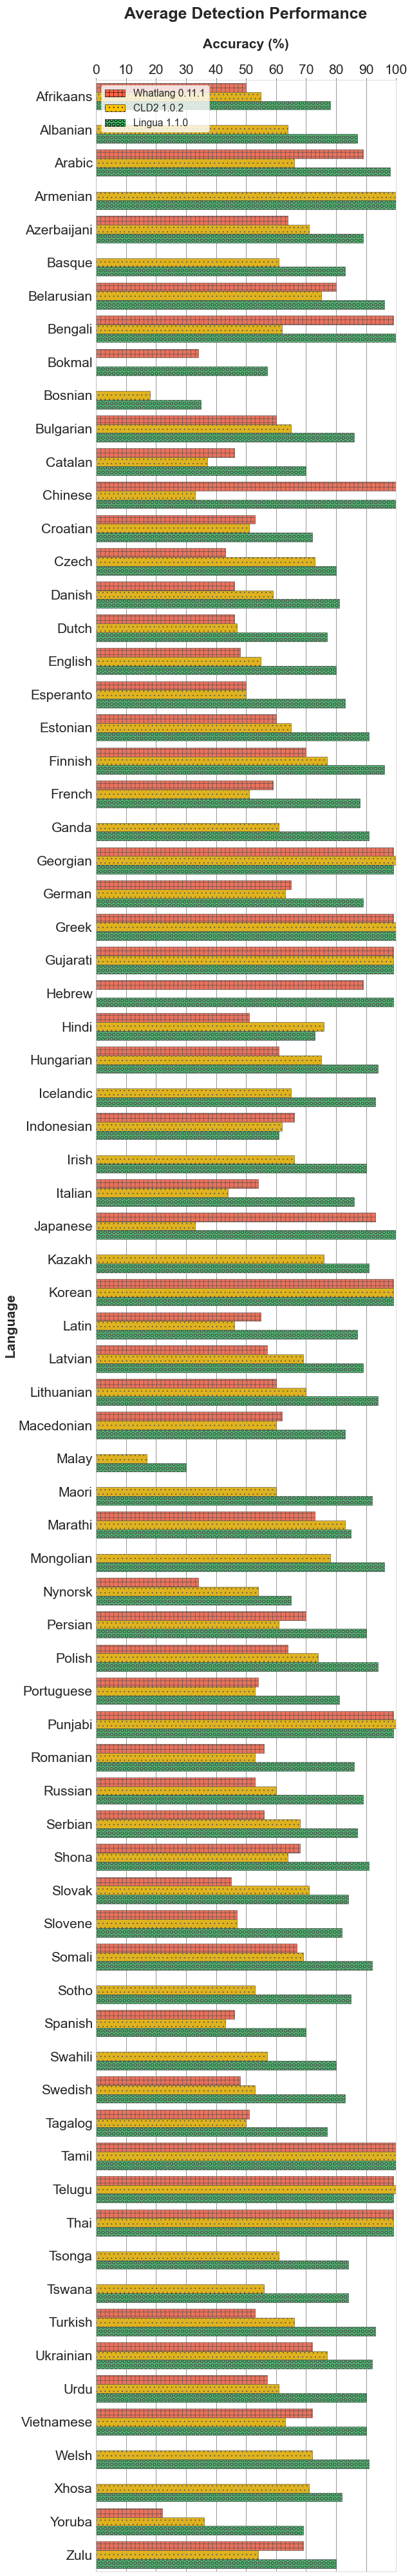 Average Detection Performance
Accuracy (%)
0 10 20 30 40 50 60 70 80 90 100
Whatlang 0.11.1
CLD2 1.0.2
Lingua 1.1.0
Afrikaans
Albanian
Arabic
Armenian
Azerbaijani
Basque
Belarusian
Bengali
Bokmal
Bosnian
Bulgarian
Catalan
Chinese
Croatian
Czech
Danish
Dutch
English
Esperanto
Estonian
Finnish
French
Ganda
Georgian
German
Greek
Gujarati
Hebrew
Hindi
Hungarian
Icelandic
Indonesian
Irish
Italian
Japanese
Kazakh
Korean
Language
Latin
Latvian
Lithuanian
Macedonian
Malay
Maori
Marathi
Mongolian
Nynorsk
Persian
Polish
Portuguese
Punjabi
Romanian
Russian
Serbian
Shona
Slovak
Slovene
Somali
Sotho
Spanish
Swahili
Swedish
Tagalog
Tamil
Telugu
Thai
Tsonga
Tswana
Turkish
Ukrainian
Urdu
Vietnamese
Welsh
Xhosa
Yoruba
Zulu